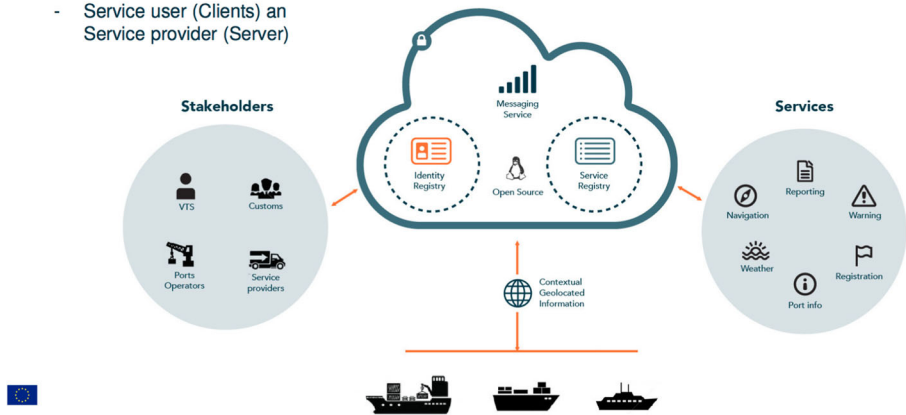 - Service user (Clients) an
Service provider (Server)
Messaging
Service
Stakeholders
Services
Identity
Registry
Open Source
Service
Registry
VTS
Customs
Ports
Operators
Service
providers
Reporting
Navigation
Warning
Weather
Registration
Port info
Contextual
Geolocated
Information